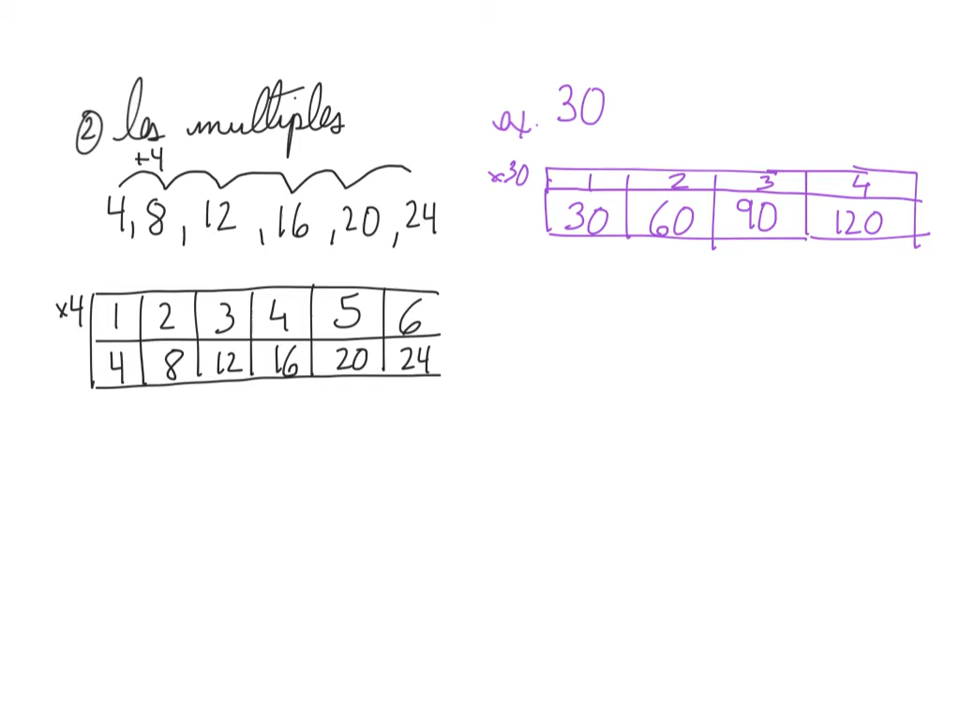 ② les multiples
+4
4, 8, 12, 16, 20, 24
x4 1 2 3 4 5 6
4 8 12 16 20 24
ex. 30
x30 1 2 3 4
30 60 90 120